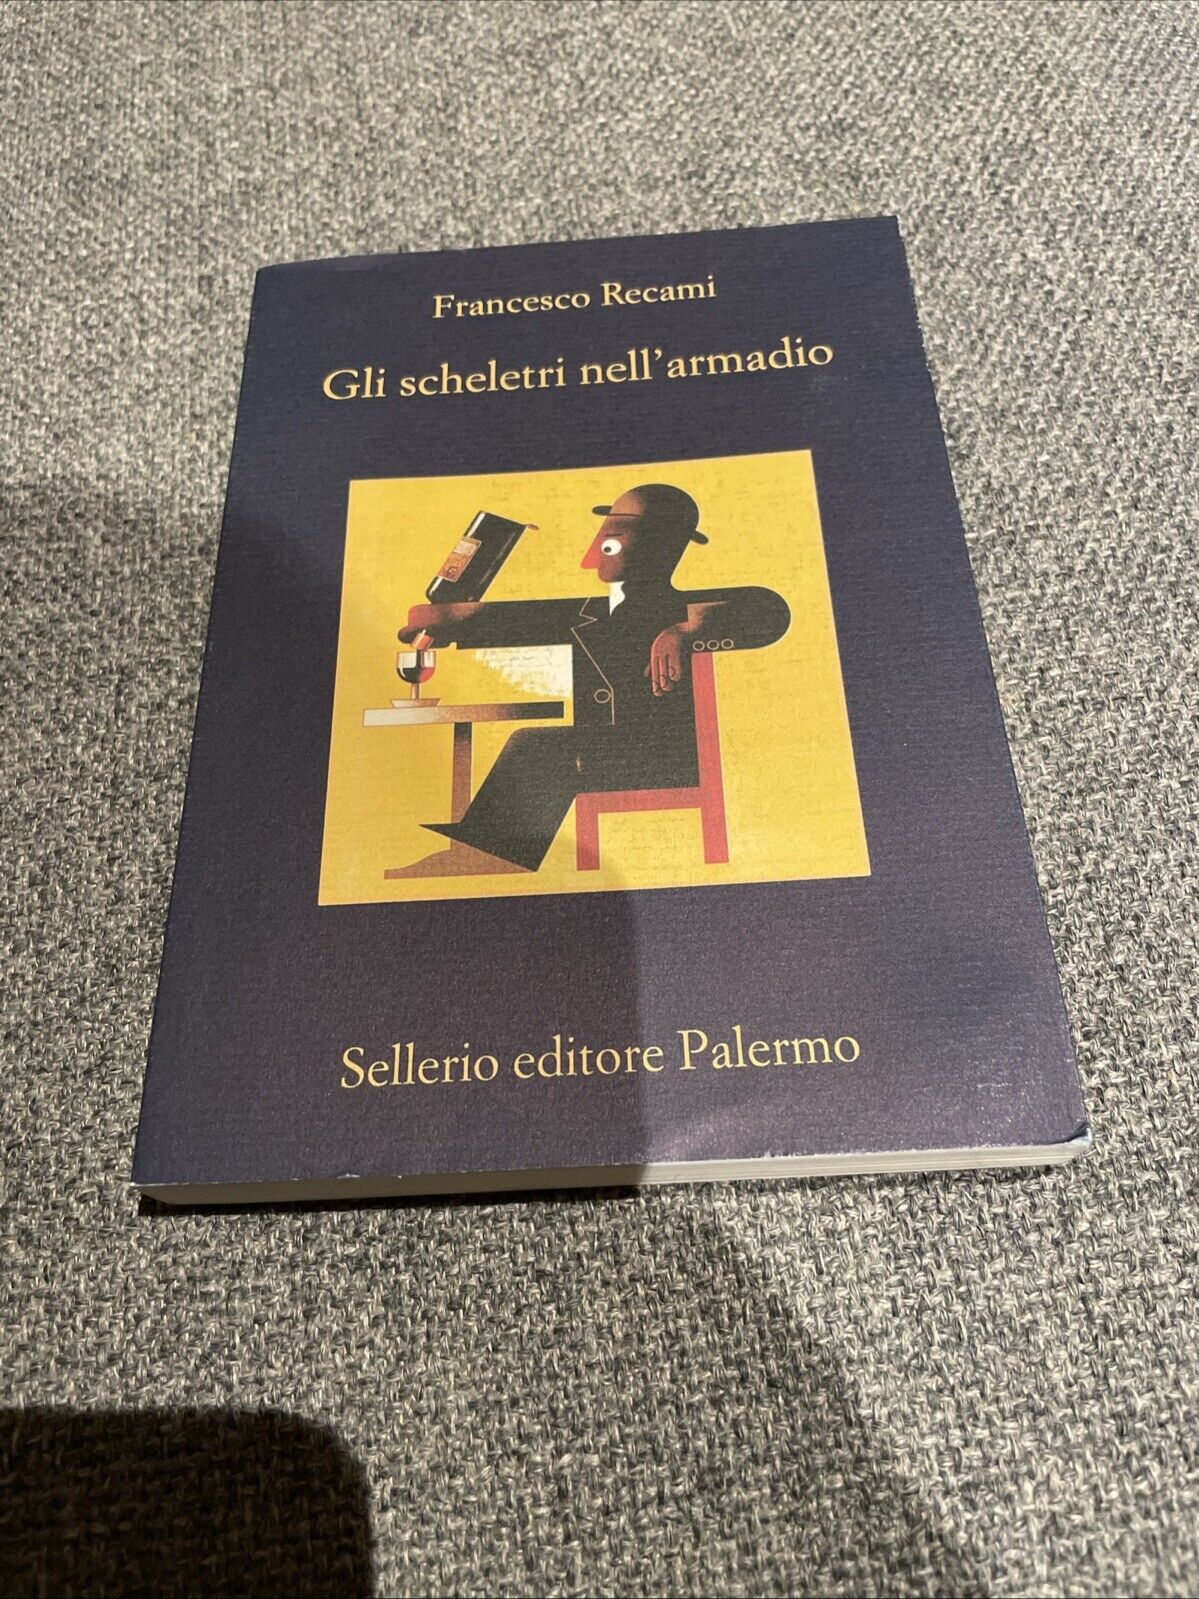 Francesco Recami
Gli scheletri nell'armadio
Sellerio editore Palermo